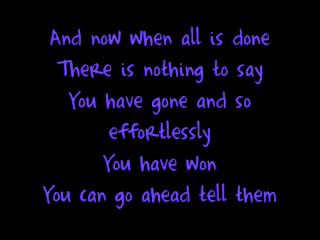 And now when all is done
There is nothing to say
You have gone and so
effortlessly
You have won
You can go ahead tell them